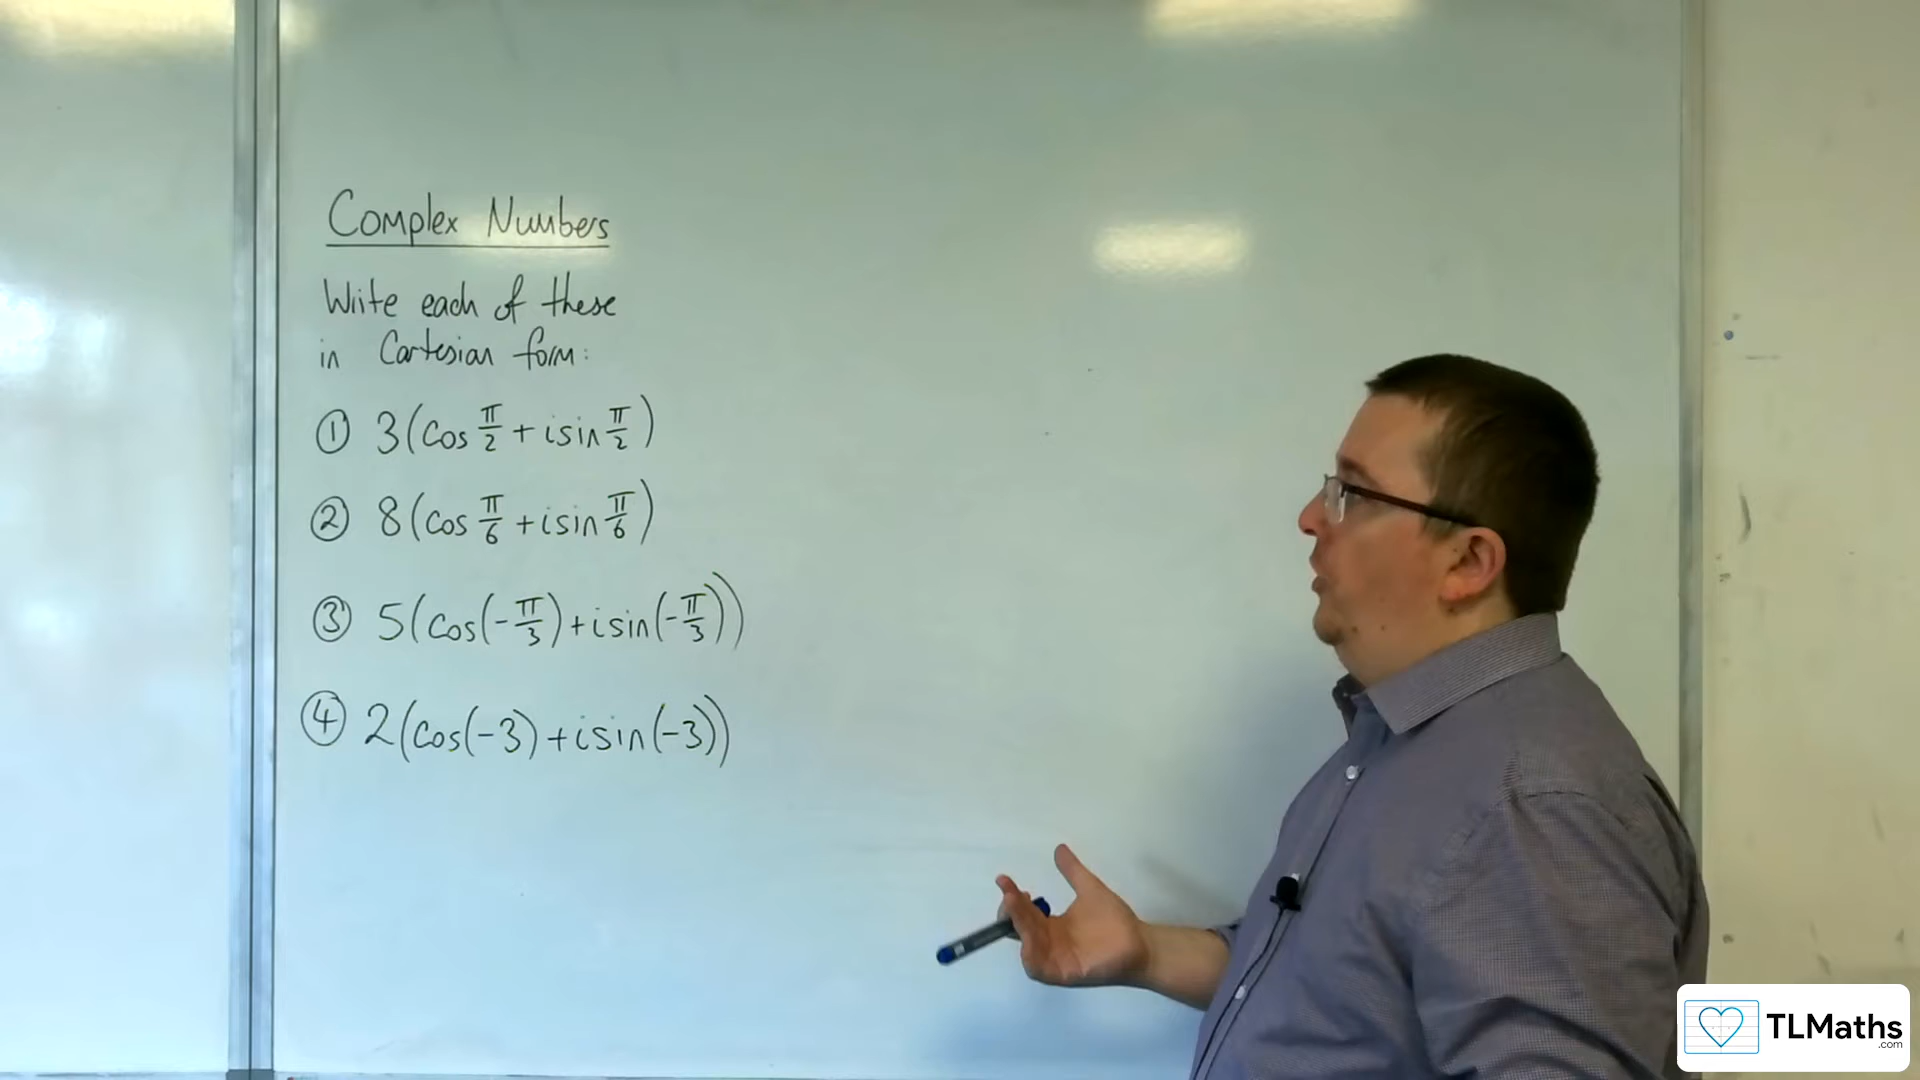 Complex Numbers
Write each of these
in Cartesian form:
① 3(cos π/2 + isin π/2)
② 8(cos π/6 + isin π/6)
③ 5(cos(-π/3) + isin(-π/3))
④ 2(cos(-3) + isin(-3))
TLMaths
.com